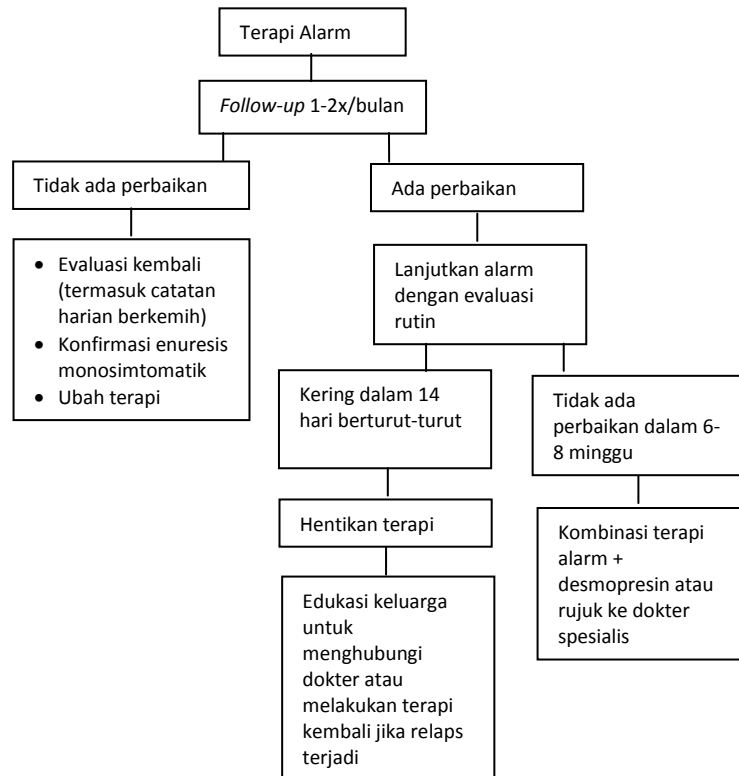 Terapi Alarm
Follow-up 1-2x/bulan
Tidak ada perbaikan
Ada perbaikan
• Evaluasi kembali
(termasuk catatan
harian berkemih)
• Konfirmasi enuresis
monosimtomatik
• Ubah terapi
Lanjutkan alarm
dengan evaluasi
rutin
Kering dalam 14
hari berturut-turut
Tidak ada
perbaikan dalam 6-
8 minggu
Hentikan terapi
Kombinasi terapi
alarm +
desmopresin atau
rujuk ke dokter
spesialis
Edukasi keluarga
untuk
menghubungi
dokter atau
melakukan terapi
kembali jika relaps
terjadi